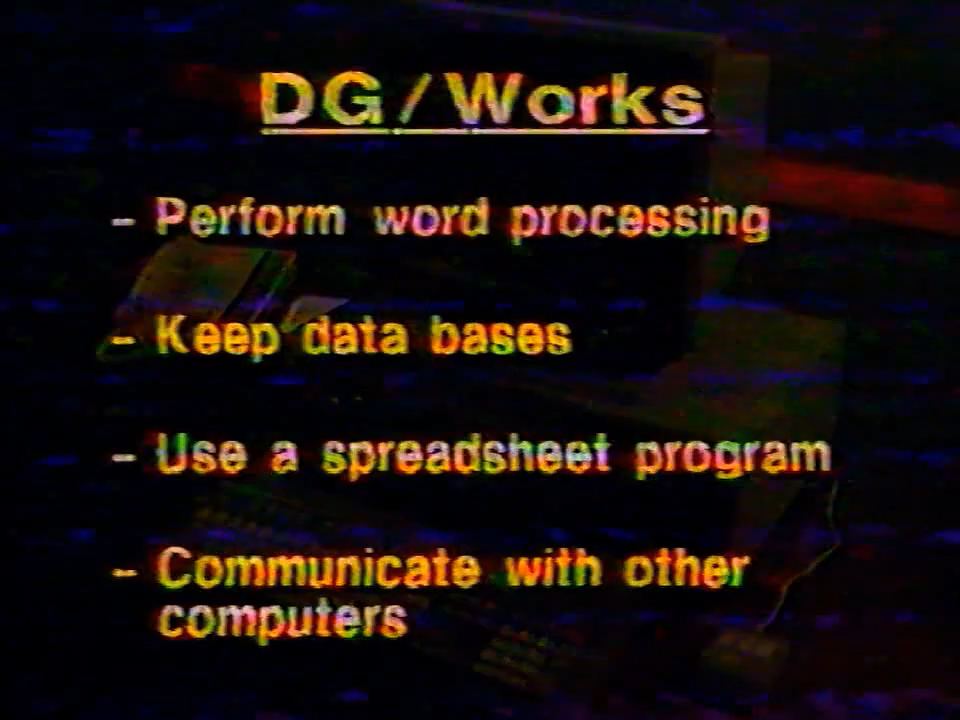 DG/Works
- Perform word processing
- Keep data bases
- Use a spreadsheet program
- Communicate with other
computers